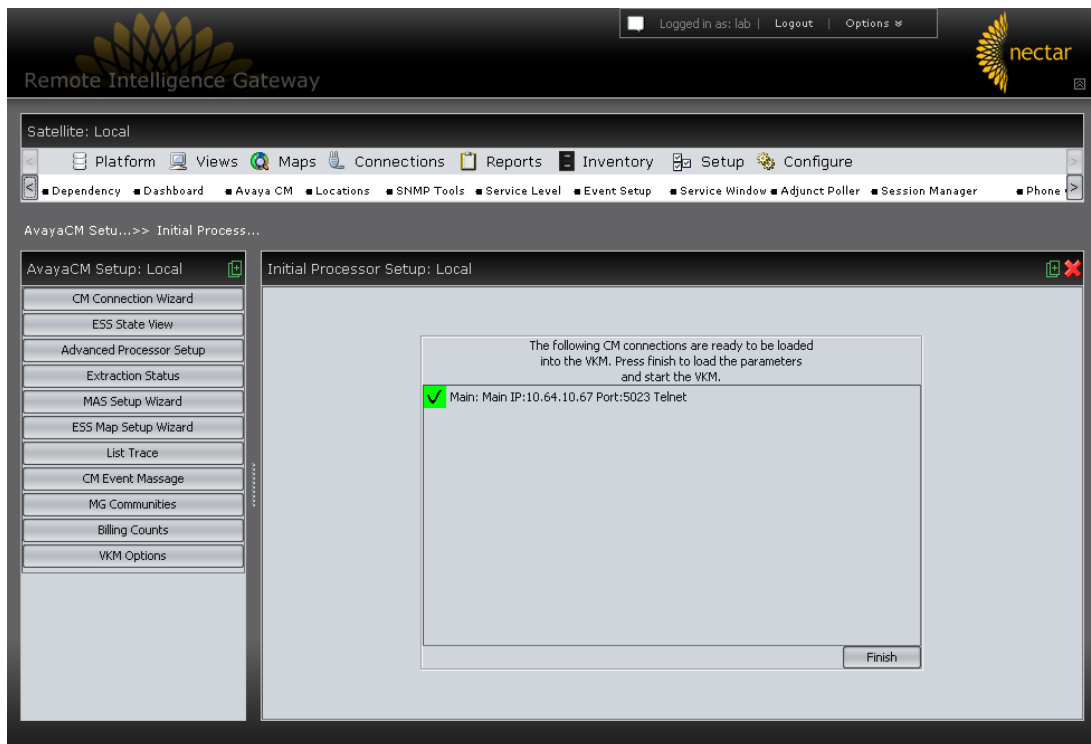 Logged in as: lab | Logout | Options
nectar
Remote Intelligence Gateway
Satellite: Local
Platform Views Maps Connections Reports Inventory Setup Configure
Dependency Dashboard Avaya CM Locations SNMP Tools Service Level Event Setup Service Window Adjunct Poller Session Manager Phone
AvayaCM Setu...>> Initial Process...
AvayaCM Setup: Local
CM Connection Wizard
ESS State View
Advanced Processor Setup
Extraction Status
MAS Setup Wizard
ESS Map Setup Wizard
List Trace
CM Event Massage
MG Communities
Billing Counts
VKM Options
Initial Processor Setup: Local
The following CM connections are ready to be loaded
into the VKM. Press finish to load the parameters
and start the VKM.
Main: Main IP:10.64.10.67 Port:5023 Telnet
Finish